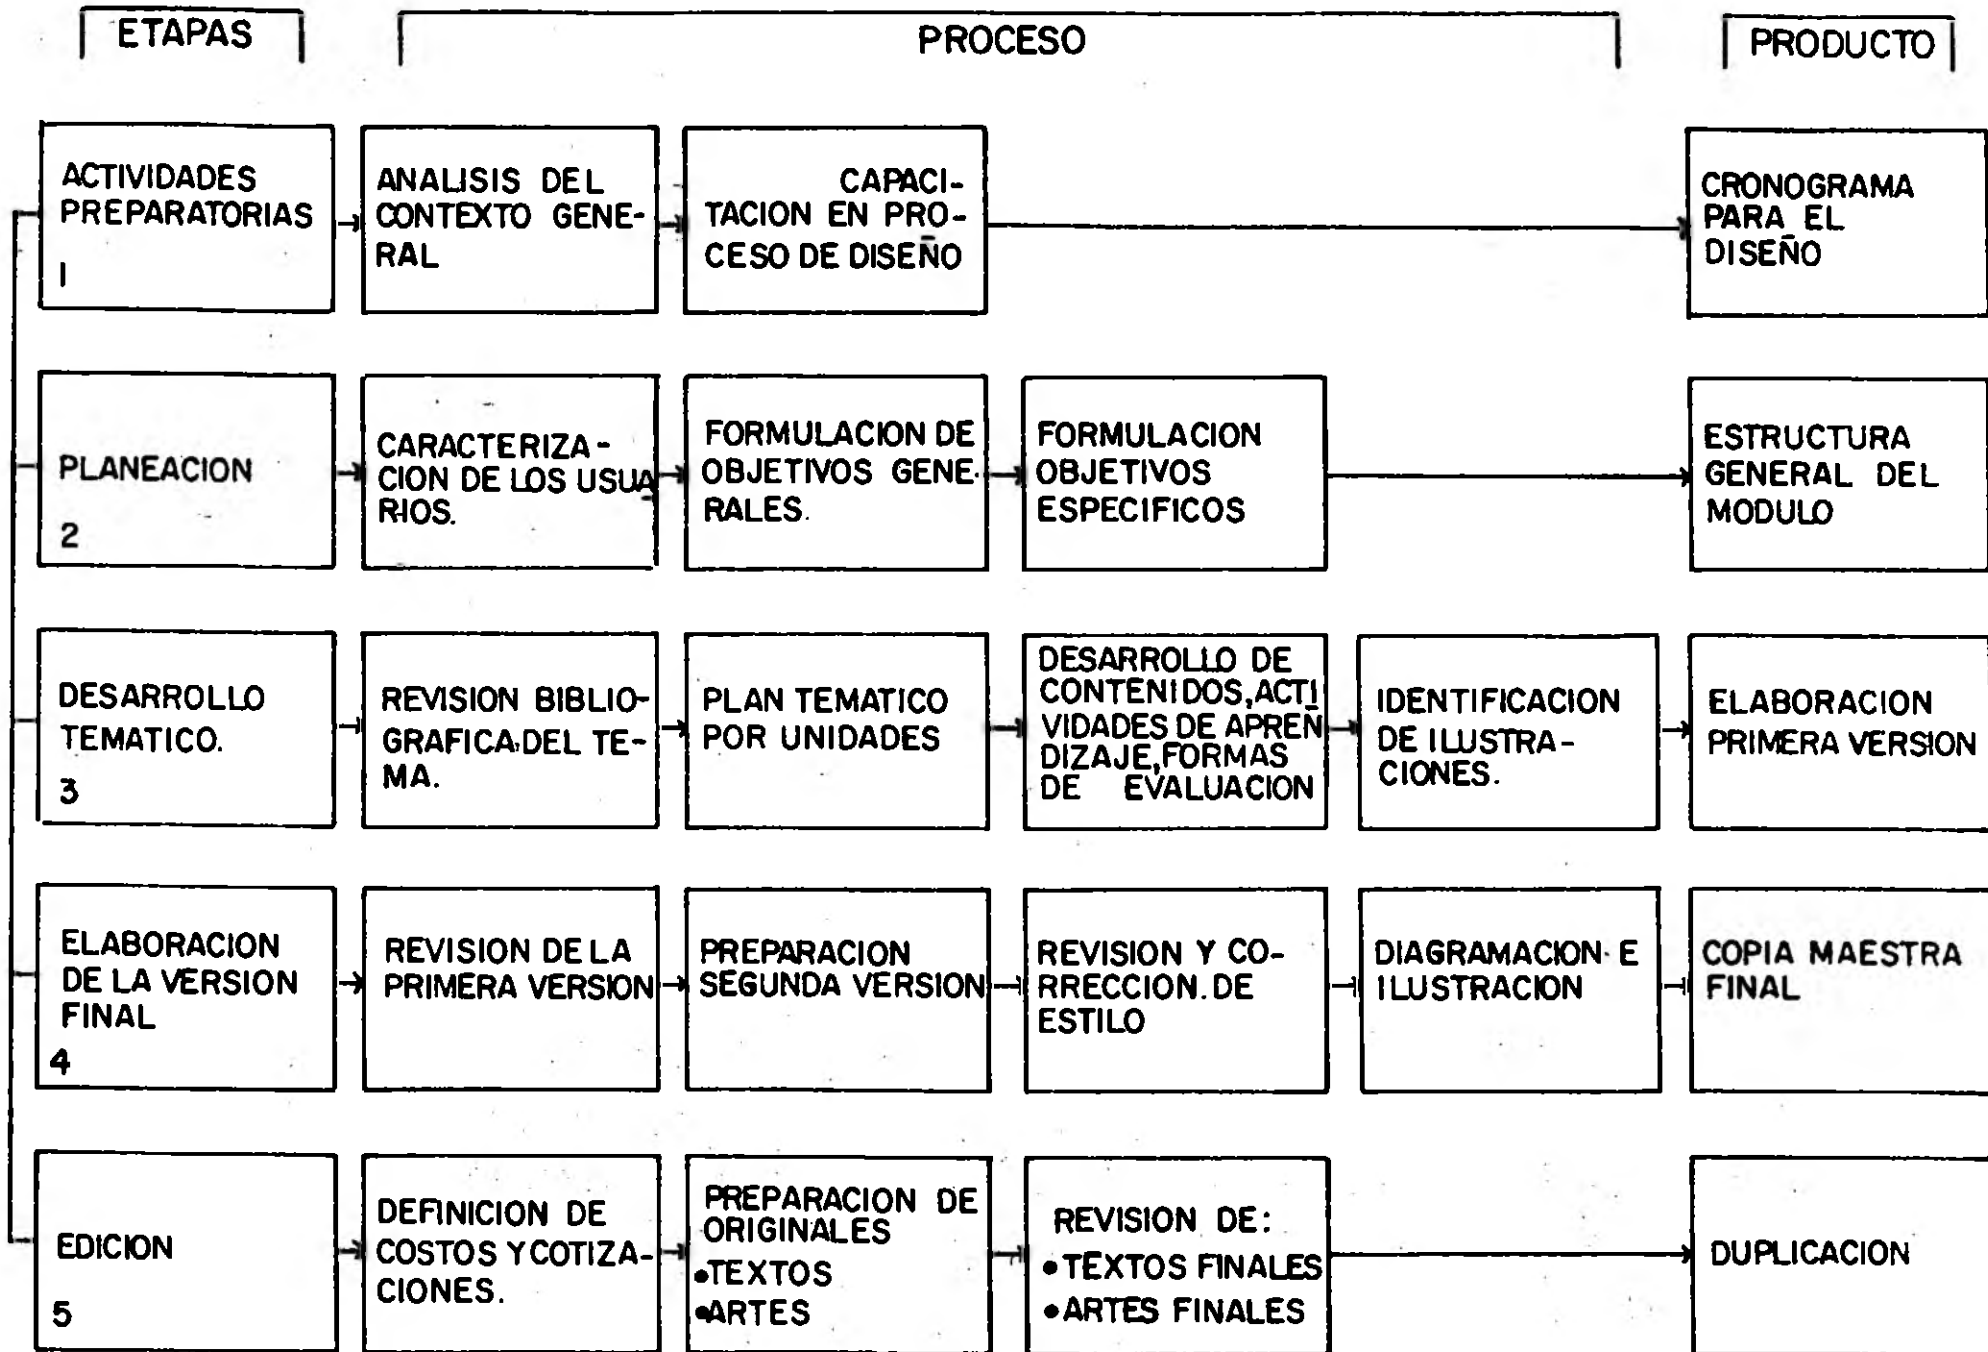 ETAPAS
PROCESO
PRODUCTO
ACTIVIDADES
PREPARATORIAS
1
ANALISIS DEL
CONTEXTO GENE-
RAL
CAPACI-
TACION EN PRO-
CESO DE DISEÑO
CRONOGRAMA
PARA EL
DISEÑO
PLANEACION
2
CARACTERIZA-
CION DE LOS USUA
RIOS.
FORMULACION DE
OBJETIVOS GENE-
RALES.
FORMULACION
OBJETIVOS
ESPECIFICOS
ESTRUCTURA
GENERAL DEL
MODULO
DESARROLLO
TEMATICO.
3
REVISION BIBLIO-
GRAFICA DEL TE-
MA.
PLAN TEMATICO
POR UNIDADES
DESARROLLO DE
CONTENIDOS, ACTI
VIDADES DE APREÑ
DIZAJE, FORMAS
DE EVALUACION
IDENTIFICACION
DE ILUSTRA-
CIONES.
ELABORACION
PRIMERA VERSION
ELABORACION
DE LA VERSION
FINAL
4
REVISION DE LA
PRIMERA VERSION
PREPARACION
SEGUNDA VERSION
REVISION Y CO-
RRECCION. DE
ESTILO
DIAGRAMACION E
ILUSTRACION
COPIA MAESTRA
FINAL
EDICION
5
DEFINICION DE
COSTOS Y COTIZA-
CIONES.
PREPARACION DE
ORIGINALES
•TEXTOS
•ARTES
REVISION DE:
•TEXTOS FINALES
•ARTES FINALES
DUPLICACION